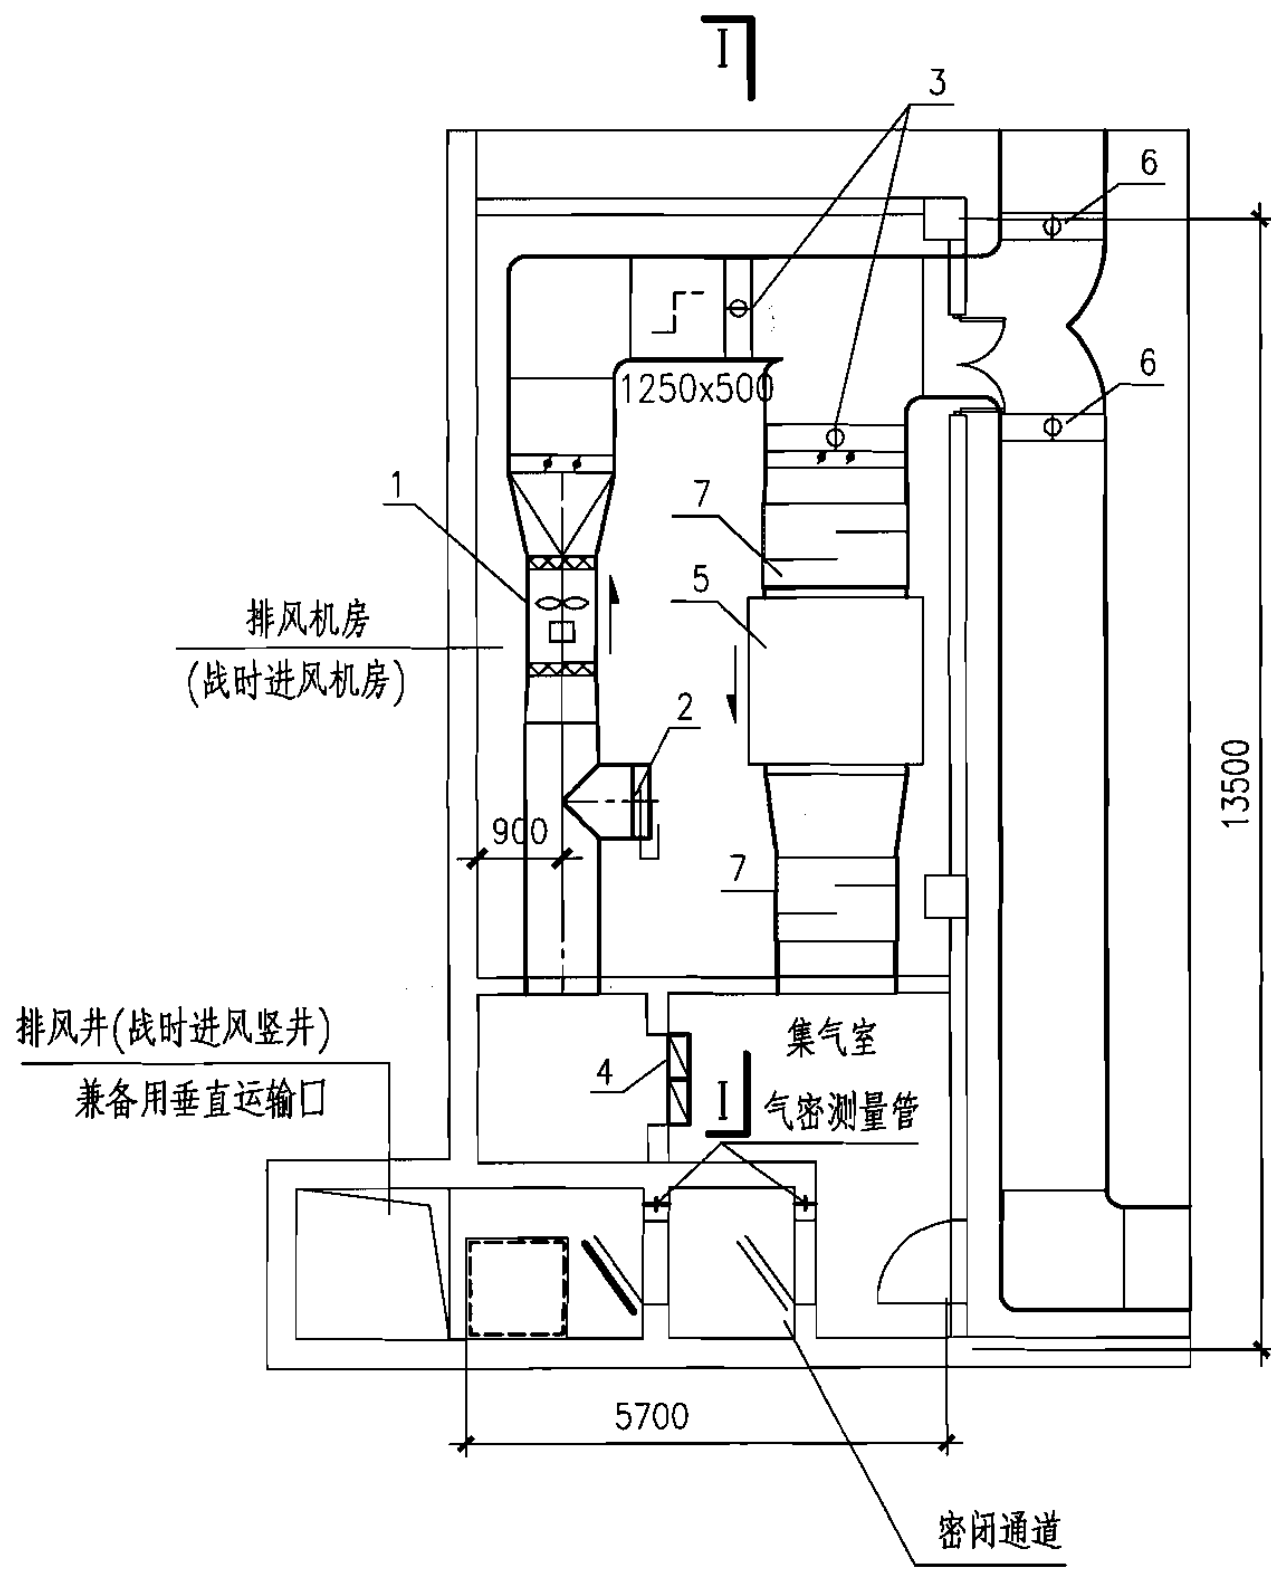 I
3
6
6
1250x500
1
7
5
排风机房
(战时进风机房)
2
13500
900
7
排风井(战时进风竖井)
兼备用垂直运输口
4
集气室
I
气密测量管
5700
密闭通道